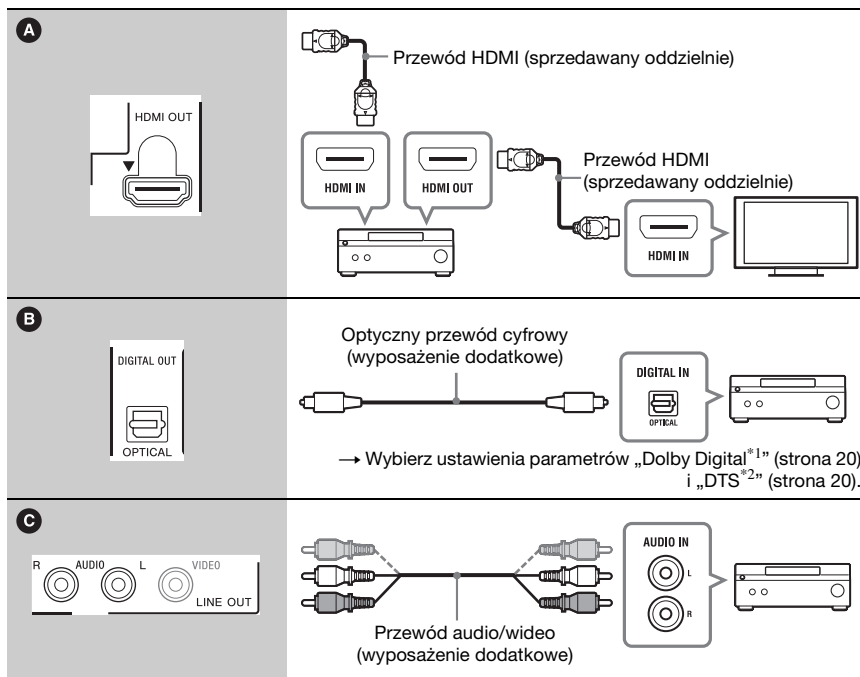 A
HDMI OUT
Przewód HDMI (sprzedawany oddzielnie)
HDMI IN
HDMI OUT
Przewód HDMI
(sprzedawany oddzielnie)
HDMI IN
B
DIGITAL OUT
OPTICAL
Optyczny przewód cyfrowy
(wyposażenie dodatkowe)
DIGITAL IN
OPTICAL
→ Wybierz ustawienia parametrów „Dolby Digital*1” (strona 20)
i „DTS*2” (strona 20).
C
R AUDIO L VIDEO
LINE OUT
Przewód audio/wideo
(wyposażenie dodatkowe)
AUDIO IN
L
R